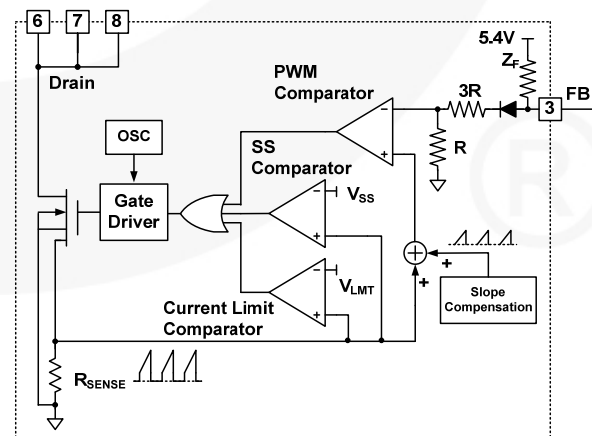 6 7 8
Drain
5.4V
Z_F
PWM
Comparator
3R
3
FB
R
OSC
SS
Comparator
Gate
Driver
V_SS
−
+
−
+
−
+
V_LMT
+
+
Slope
Compensation
Current Limit
Comparator
R_SENSE
®